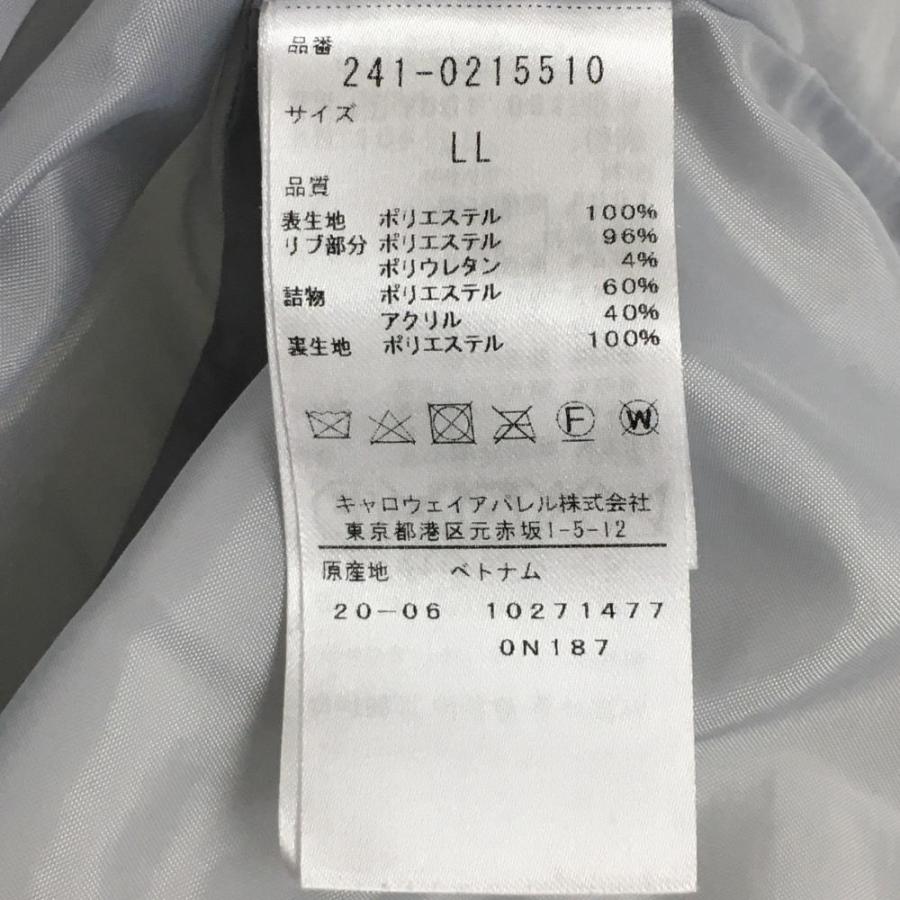 品番
241-0215510
サイズ
LL
品質
表生地 ポリエステル 100%
リブ部分 ポリエステル 96%
ポリウレタン 4%
詰物 ポリエステル 60%
アクリル 40%
裏生地 ポリエステル 100%
F W
キャロウェイアパレル株式会社
東京都港区元赤坂1-5-12
原産地 ベトナム
20-06 10271477
0N187